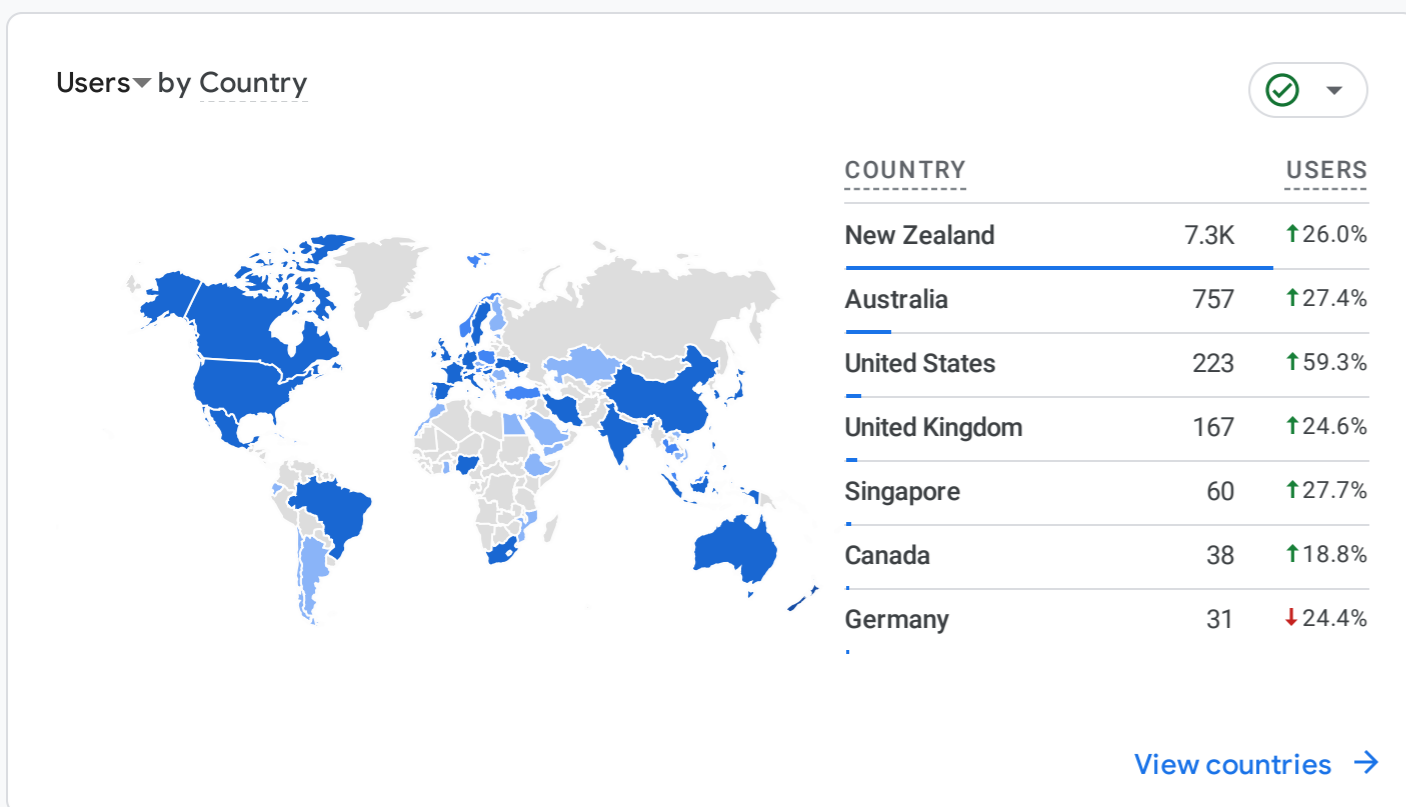 Users by Country
COUNTRY USERS
New Zealand 7.3K 26.0%
Australia 757 27.4%
United States 223 59.3%
United Kingdom 167 24.6%
Singapore 60 27.7%
Canada 38 18.8%
Germany 31 24.4%
View countries